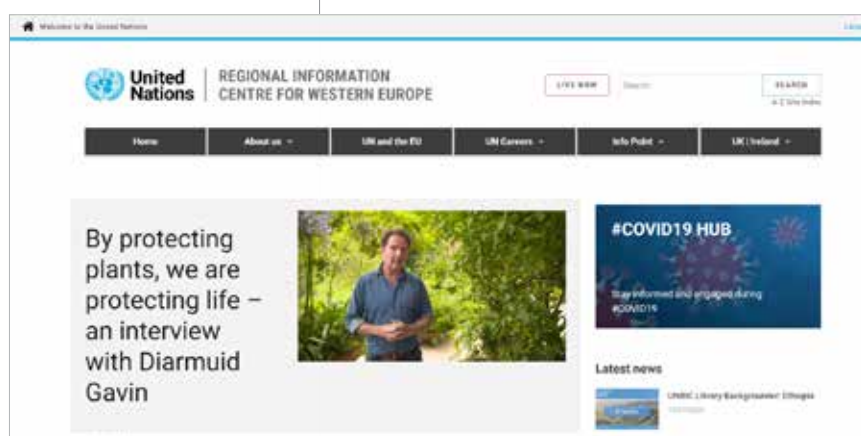 Welcome to the United Nations
United Nations
REGIONAL INFORMATION
CENTRE FOR WESTERN EUROPE
LIVE NOW
Search
SEARCH
A-Z Site Index
Home
About us
UN and the EU
UN Careers
Info Point
UK | Ireland
By protecting
plants, we are
protecting life –
an interview
with Diarmuid
Gavin
#COVID19 HUB
Stay informed and engaged during
#COVID19
Latest news
UNRIC Library Backgrounder: Ethiopia